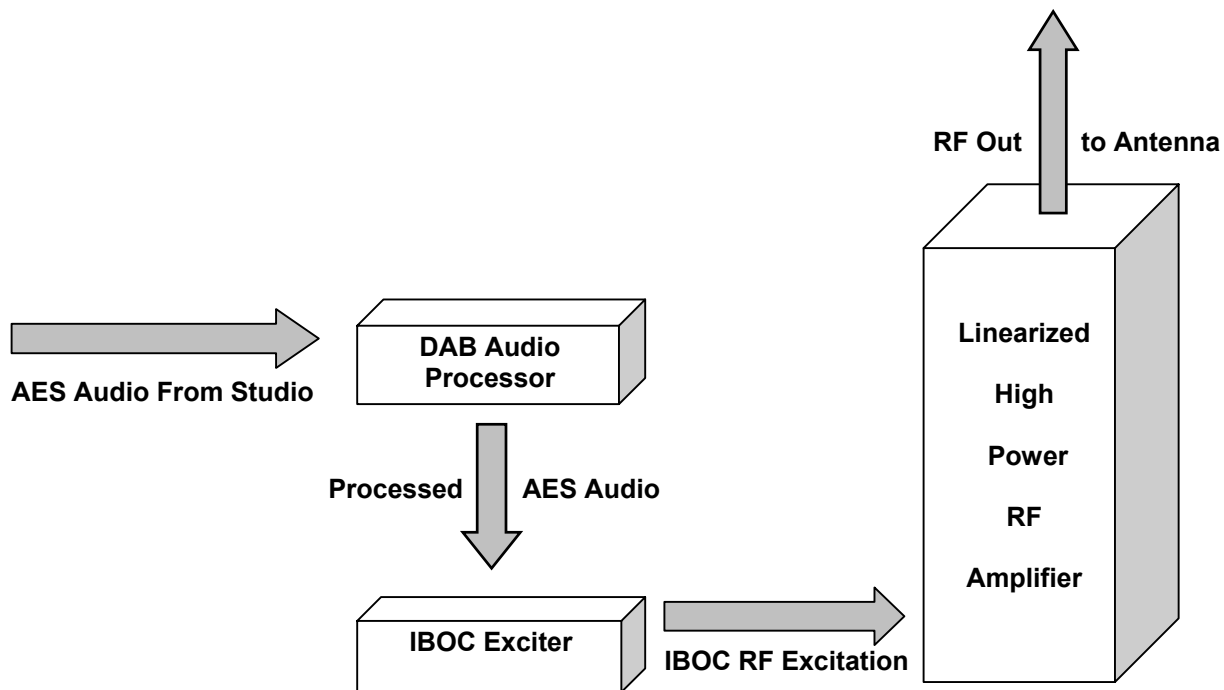 RF Out to Antenna
DAB Audio
Processor
AES Audio From Studio
Processed AES Audio
IBOC Exciter
IBOC RF Excitation
Linearized
High
Power
RF
Amplifier